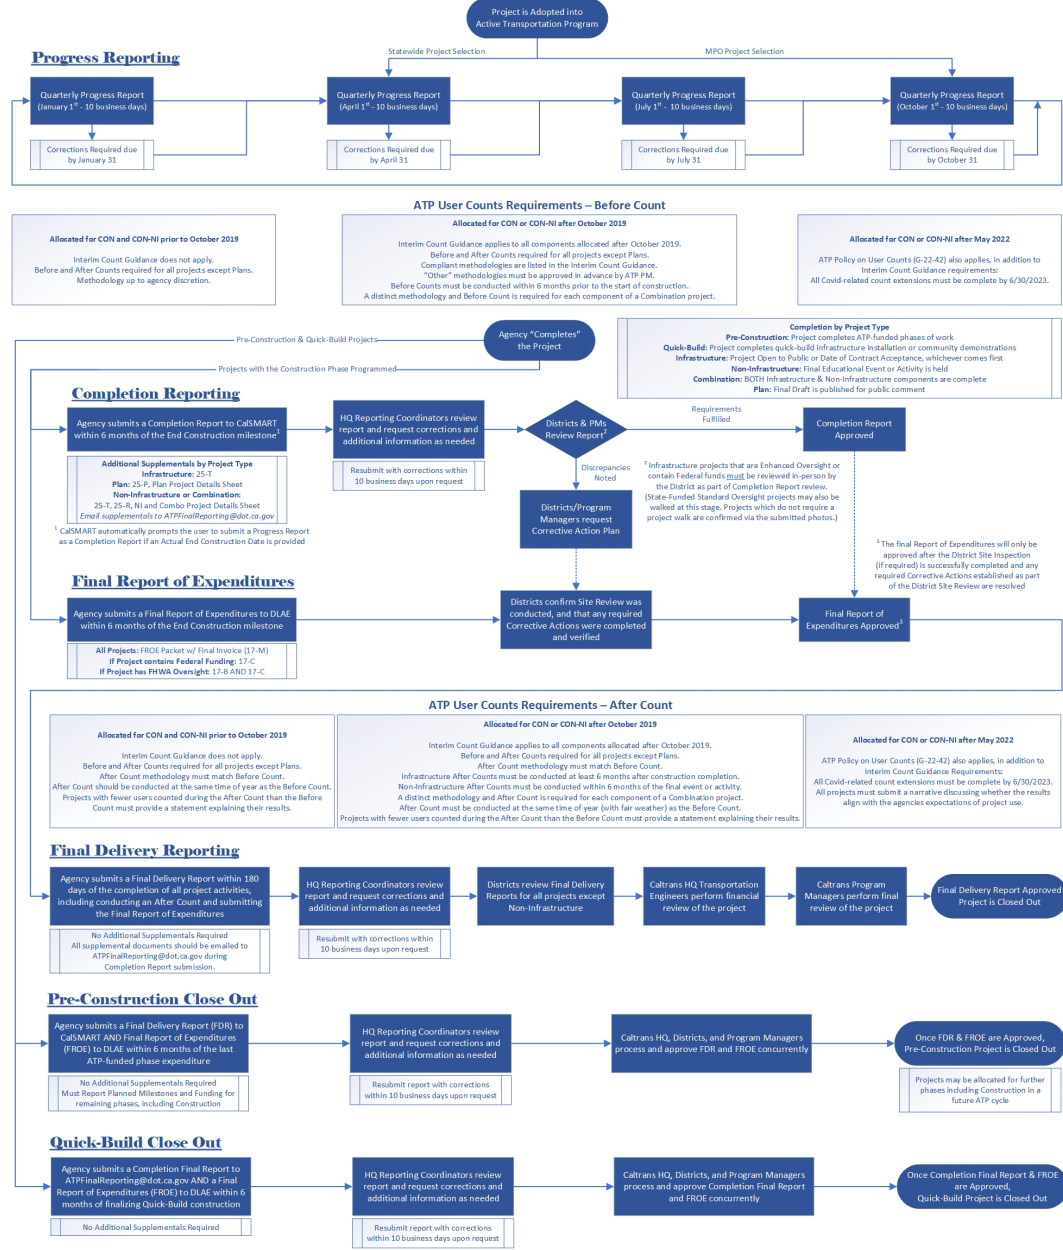 Project is Adopted into
Active Transportation Program
Statewide Project Selection
MPO Project Selection
Progress Reporting
Quarterly Progress Report
(January 1st - 10 business days)
Quarterly Progress Report
(April 1st - 10 business days)
Quarterly Progress Report
(July 1st - 10 business days)
Quarterly Progress Report
(October 1st - 10 business days)
Corrections Required due
by January 31
Corrections Required due
by April 31
Corrections Required due
by July 31
Corrections Required due
by October 31
ATP User Counts Requirements – Before Count
Allocated for CON and CON-NI prior to October 2019
Interim Count Guidance does not apply.
Before and After Counts required for all projects except Plans.
Methodology up to agency discretion.
Allocated for CON or CON-NI after October 2019
Interim Count Guidance applies to all components allocated after October 2019.
Before and After Counts required for all projects except Plans.
Compliant methodologies are listed in the Interim Count Guidance.
“Other” methodologies must be approved in advance by ATP PM.
Before Counts must be conducted within 6 months prior to the start of construction.
A distinct methodology and Before Count is required for each component of a Combination project.
Allocated for CON or CON-NI after May 2022
ATP Policy on User Counts (G-22-42) also applies, in addition to
Interim Count Guidance requirements:
All Covid-related count extensions must be complete by 6/30/2023.
Agency “Completes”
the Project
Pre-Construction & Quick-Build Projects
Projects with the Construction Phase Programmed
Completion by Project Type
Pre-Construction: Project completes ATP-funded phases of work
Quick-Build: Project completes quick-build Infrastructure installation or community demonstrations
Infrastructure: Project Open to Public or Date of Contract Acceptance, whichever comes first
Non-Infrastructure: Final Educational Event or Activity is held
Combination: BOTH Infrastructure & Non-Infrastructure components are complete
Plan: Final Draft is published for public comment
Completion Reporting
Agency submits a Completion Report to CalSMART
within 6 months of the End Construction milestone1
HQ Reporting Coordinators review
report and request corrections and
additional information as needed
Districts & PMs
Review Report2
Requirements
Fulfilled
Completion Report
Approved
Additional Supplementals by Project Type
Infrastructure: 25-T
Plan: 25-P, Plan Project Details Sheet
Non-Infrastructure or Combination:
25-T, 25-R, NI and Combo Project Details Sheet
Email supplementals to ATPFinalReporting@dot.ca.gov
Resubmit with corrections within
10 business days upon request
Discrepancies
Noted
2 Infrastructure projects that are Enhanced Oversight or
contain Federal funds must be reviewed in-person by
the District as part of Completion Report review.
(State-Funded Standard Oversight projects may also be
walked at this stage. Projects which do not require a
project walk are confirmed via the submitted photos.)
Districts/Program
Managers request
Corrective Action Plan
1 CalSMART automatically prompts the user to submit a Progress Report
as a Completion Report if an Actual End Construction Date is provided
3 The final Report of Expenditures will only be
approved after the District Site Inspection
(if required) is successfully completed and any
required Corrective Actions established as part
of the District Site Review are resolved
Final Report of Expenditures
Agency submits a Final Report of Expenditures to DLAE
within 6 months of the End Construction milestone
Districts confirm Site Review was
conducted, and that any required
Corrective Actions were completed
and verified
Final Report of
Expenditures Approved3
All Projects: FROE Packet w/ Final Invoice (17-M)
If Project contains Federal Funding: 17-C
If Project has FHWA Oversight: 17-B AND 17-C
ATP User Counts Requirements – After Count
Allocated for CON and CON-NI prior to October 2019
Interim Count Guidance does not apply.
Before and After Counts required for all projects except Plans.
After Count methodology must match Before Count.
After Count should be conducted at the same time of year as the Before Count.
Projects with fewer users counted during the After Count than the Before
Count must provide a statement explaining their results.
Allocated for CON or CON-NI after October 2019
Interim Count Guidance applies to all components allocated after October 2019.
Before and After Counts required for all projects except Plans.
After Count methodology must match Before Count.
Infrastructure After Counts must be conducted at least 6 months after construction completion.
Non-Infrastructure After Counts must be conducted within 6 months of the final event or activity.
A distinct methodology and After Count is required for each component of a Combination project.
After Count must be conducted at the same time of year (with fair weather) as the Before Count.
Projects with fewer users counted during the After Count than the Before Count must provide a statement explaining their results.
Allocated for CON or CON-NI after May 2022
ATP Policy on User Counts (G-22-42) also applies, in addition to
Interim Count Guidance Requirements:
All Covid-related count extensions must be complete by 6/30/2023.
All projects must submit a narrative discussing whether the results
align with the agencies expectations of project use.
Final Delivery Reporting
Agency submits a Final Delivery Report within 180
days of the completion of all project activities,
including conducting an After Count and submitting
the Final Report of Expenditures
HQ Reporting Coordinators review
report and request corrections and
additional information as needed
Districts review Final Delivery
Reports for all projects except
Non-Infrastructure
Caltrans HQ Transportation
Engineers perform financial
review of the project
Caltrans Program
Managers perform final
review of the project
Final Delivery Report Approved
Project is Closed Out
No Additional Supplementals Required
All supplemental documents should be emailed to
ATPFinalReporting@dot.ca.gov during
Completion Report submission.
Resubmit with corrections within
10 business days upon request
Pre-Construction Close Out
Agency submits a Final Delivery Report (FDR) to
CalSMART AND Final Report of Expenditures
(FROE) to DLAE within 6 months of the last
ATP-funded phase expenditure
HQ Reporting Coordinators review
report and request corrections and
additional information as needed
Caltrans HQ, Districts, and Program Managers
process and approve FDR and FROE concurrently
Once FDR & FROE are Approved,
Pre-Construction Project is Closed Out
No Additional Supplementals Required
Must Report Planned Milestones and Funding for
remaining phases, including Construction
Resubmit report with corrections
within 10 business days upon request
Projects may be allocated for further
phases including Construction in a
future ATP cycle
Quick-Build Close Out
Agency submits a Completion Final Report to
ATPFinalReporting@dot.ca.gov AND a Final
Report of Expenditures (FROE) to DLAE within 6
months of finalizing Quick-Build construction
HQ Reporting Coordinators review
report and request corrections and
additional information as needed
Caltrans HQ, Districts, and Program Managers
process and approve Completion Final Report
and FROE concurrently
Once Completion Final Report & FROE
are Approved,
Quick-Build Project is Closed Out
No Additional Supplementals Required
Resubmit report with corrections
within 10 business days upon request